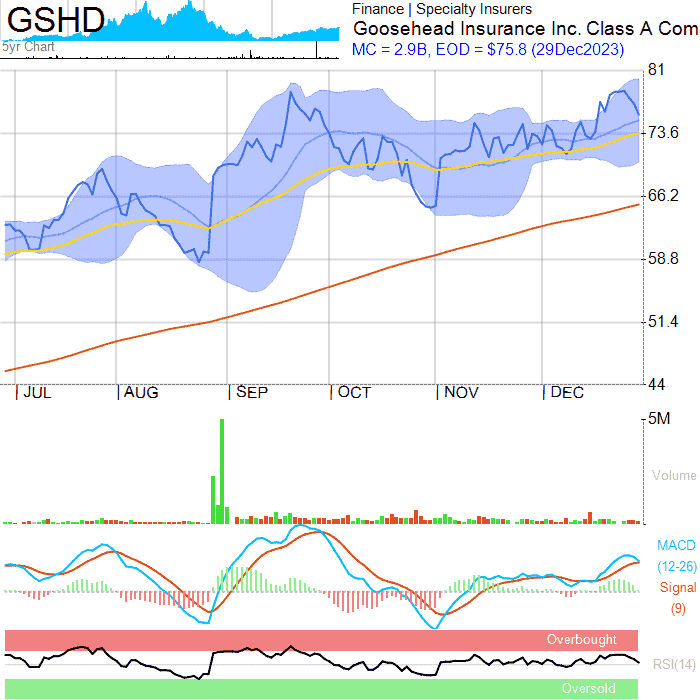 GSHD
5yr Chart
Finance | Specialty Insurers
Goosehead Insurance Inc. Class A Com
MC = 2.9B, EOD = $75.8 (29Dec2023)
81
73.6
66.2
58.8
51.4
44
JUL AUG SEP OCT NOV DEC
5M
Volume
MACD
(12-26)
Signal
(9)
Overbought
RSI(14)
Oversold